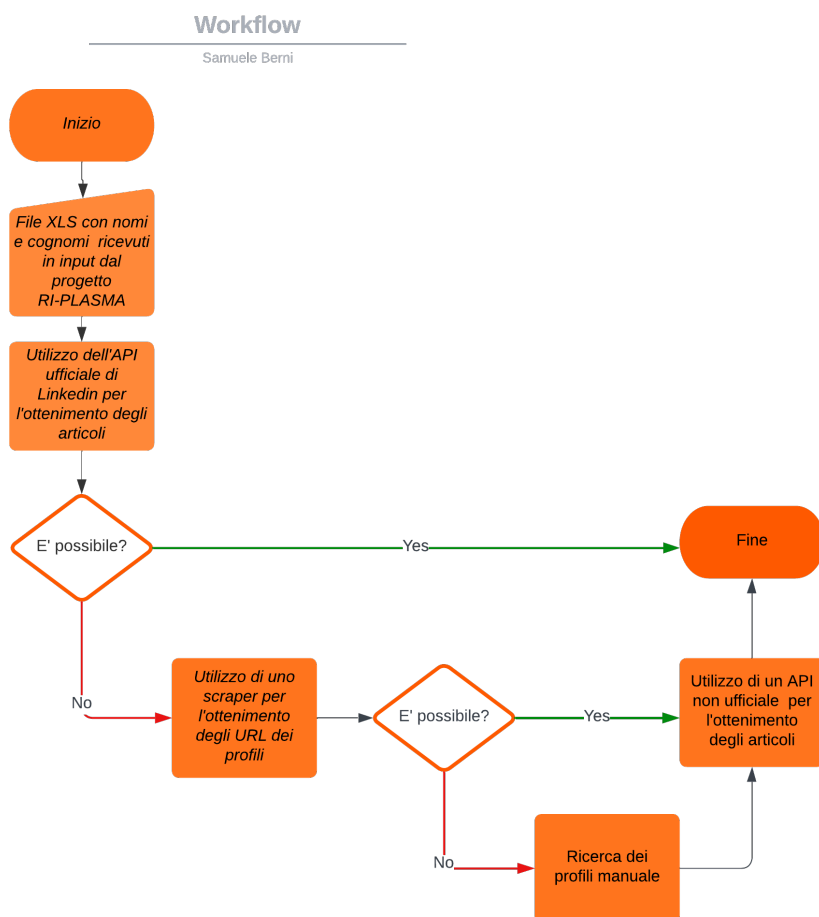 Workflow
Samuele Berni
Inizio
File XLS con nomi
e cognomi ricevuti
in input dal
progetto
RI-PLASMA
Utilizzo dell'API
ufficiale di
Linkedin per
l'ottenimento degli
articoli
E' possibile?
Yes
Fine
No
Utilizzo di uno
scraper per
l'ottenimento
degli URL dei
profili
E' possibile?
Yes
Utilizzo di un API
non ufficiale per
l'ottenimento
degli articoli
No
Ricerca dei
profili manuale